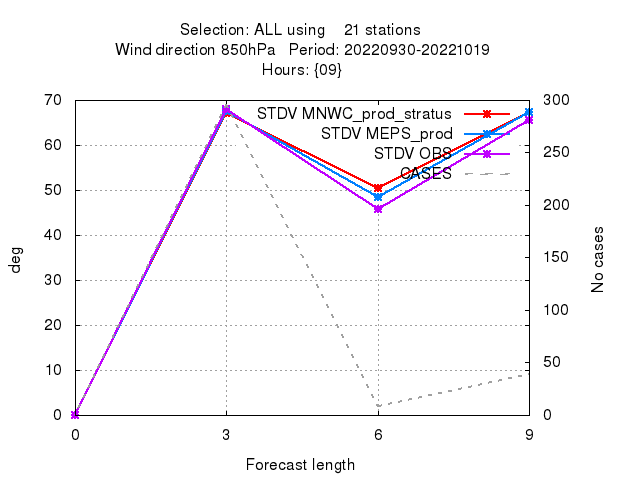 Selection: ALL using 21 stations
Wind direction 850hPa Period: 20220930-20221019
Hours: {09}
70
60
50
40
30
20
10
0
deg
300
250
200
150
100
50
0
No cases
STDV MNWC_prod_stratus
STDV MEPS_prod
STDV OBS
CASES
0 3 6 9
Forecast length